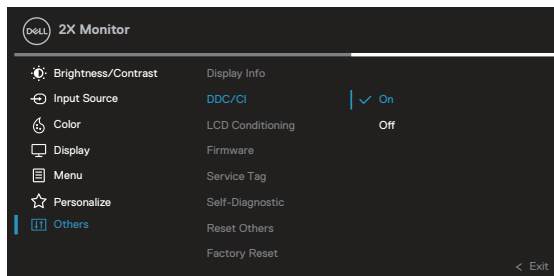 DELL 2X Monitor
Brightness/Contrast Display Info
Input Source DDC/CI On
Color LCD Conditioning Off
Display Firmware
Menu Service Tag
Personalize Self-Diagnostic
Others Reset Others
Factory Reset
< Exit